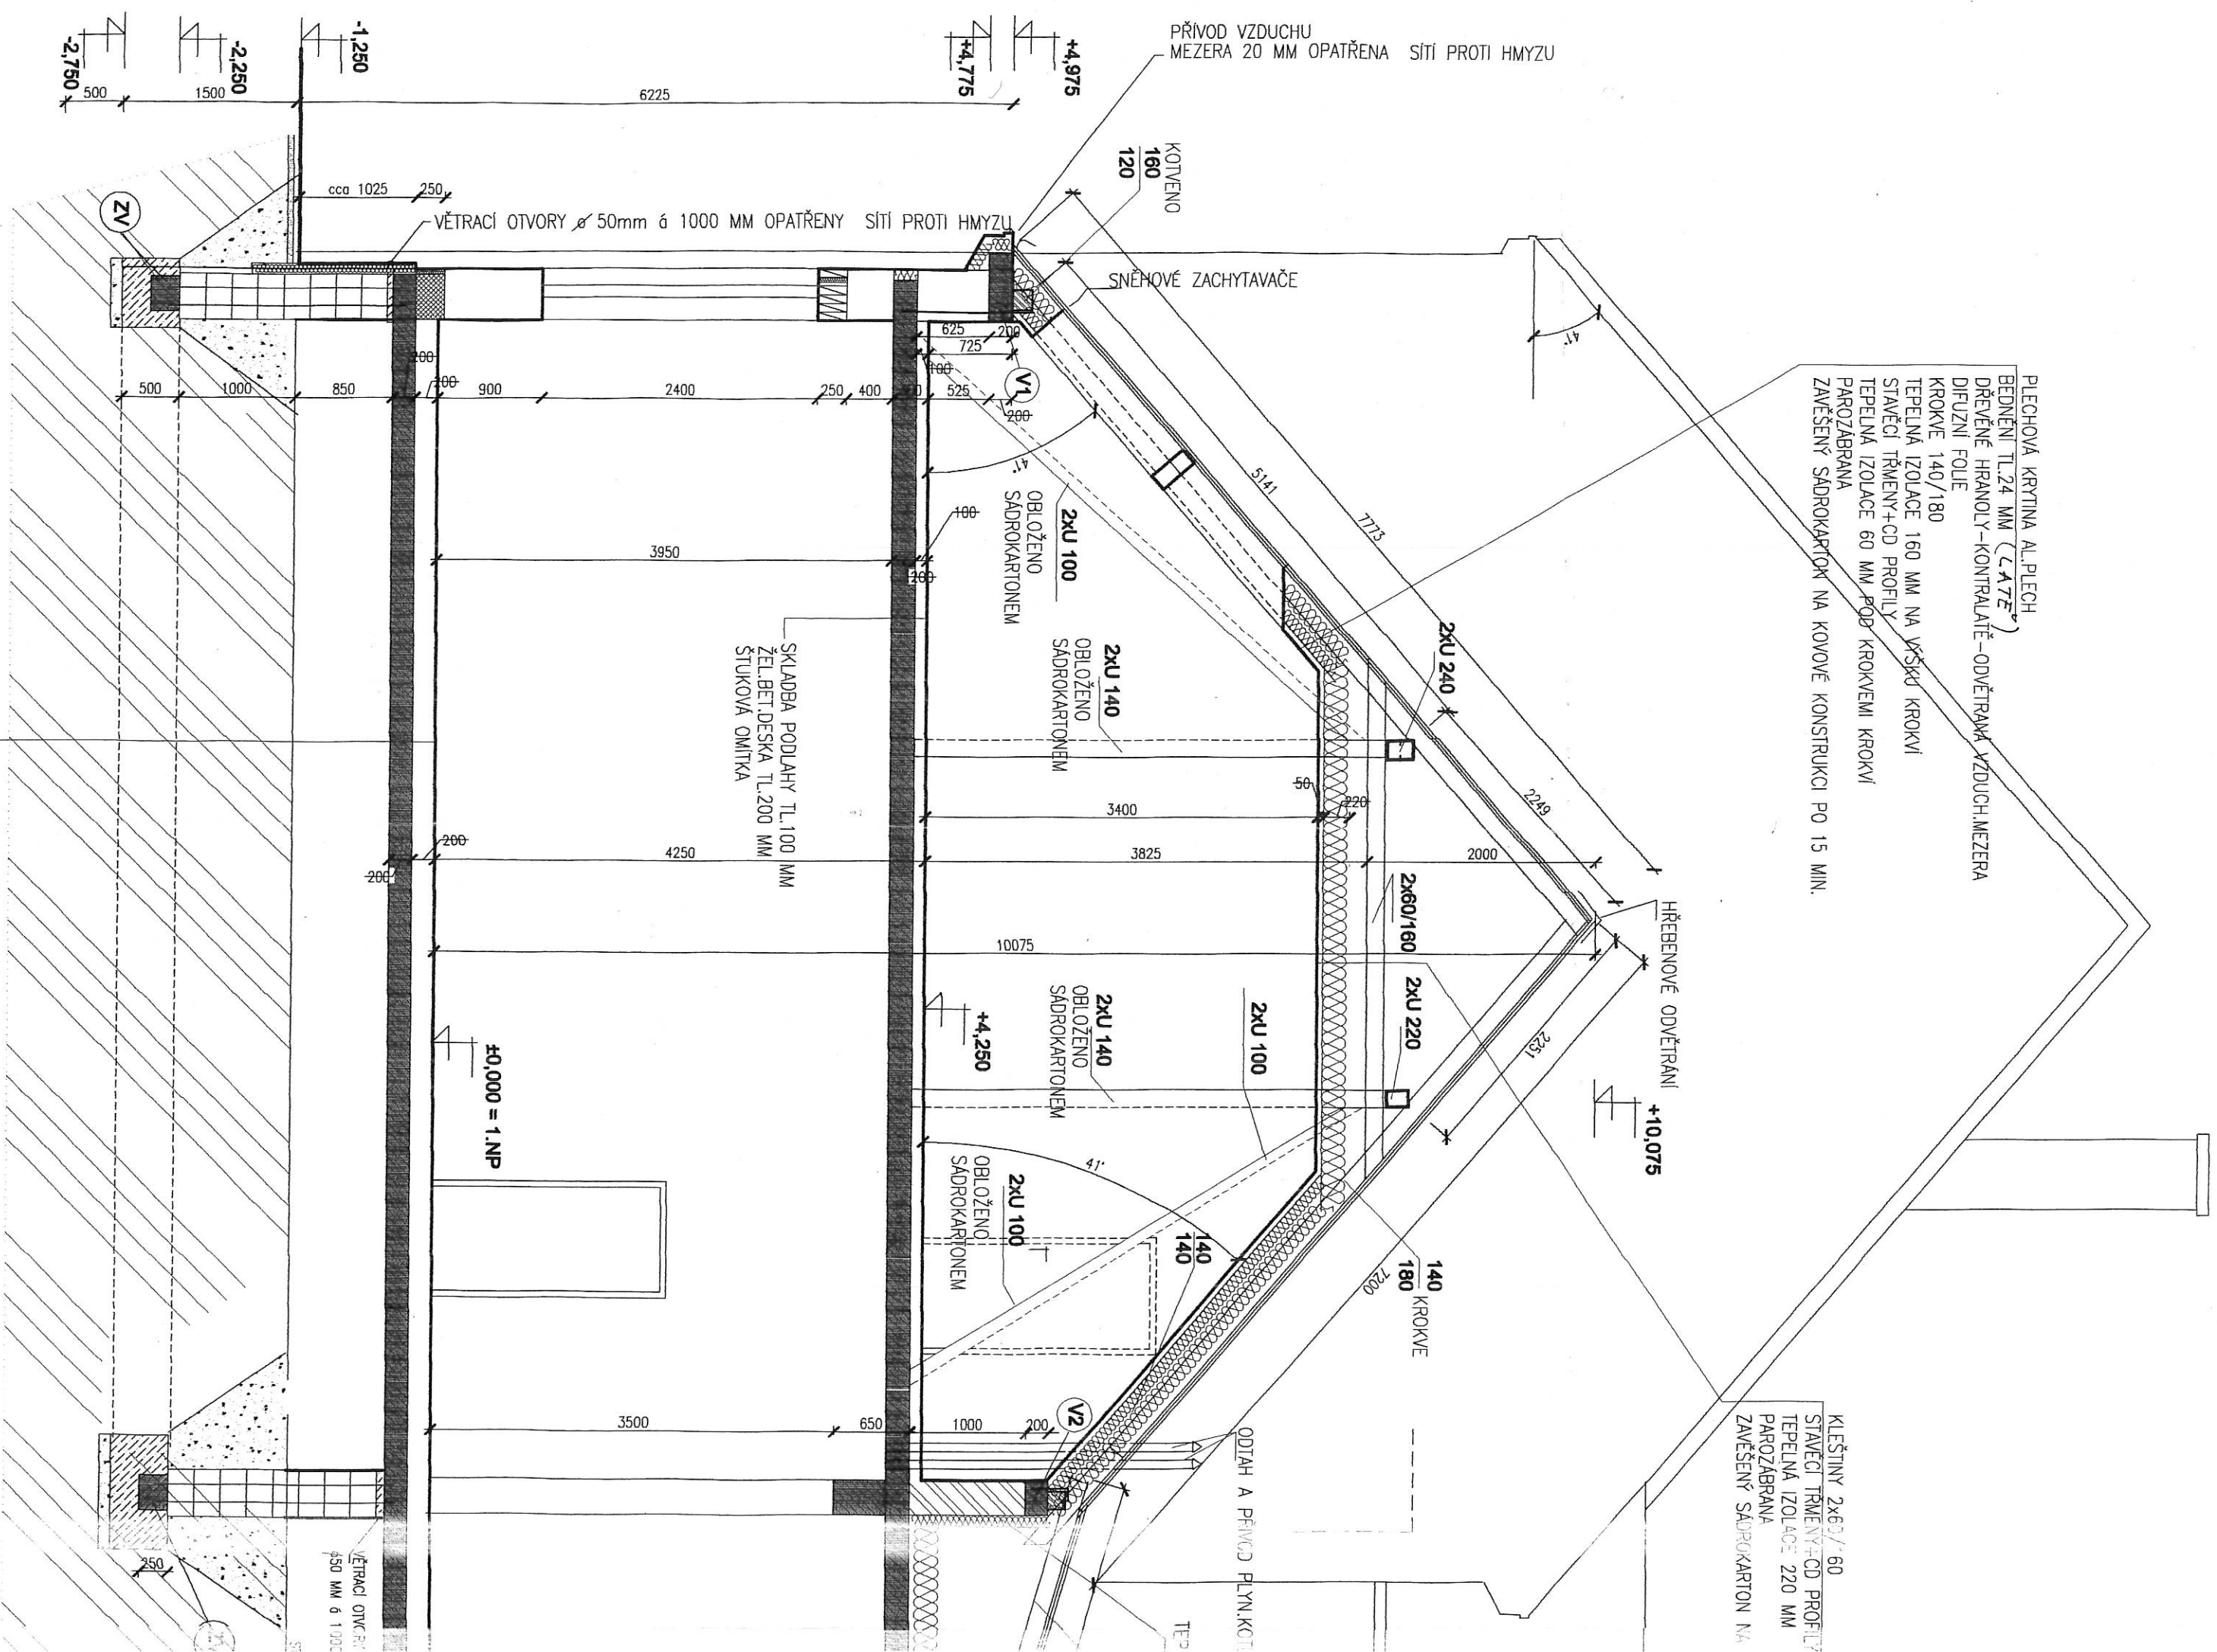 PŘÍVOD VZDUCHU
MEZERA 20 MM OPATŘENA SÍTÍ PROTI HMYZU
+4,975
+4,775
-1,250
-2,250
-2,750
500
1500
6225
KOTVENO
160
120
cca 1025
250
VĚTRACÍ OTVORY ø 50mm á 1000 MM OPATŘENY SÍTÍ PROTI HMYZU
ZV
SNĚHOVÉ ZACHYTAVAČE
41°
PLECHOVÁ KRYTINA AL.PLECH
BEDNĚNÍ TL.24 MM (LATĚ)
DŘEVĚNÉ HRANOLY-KONTRALATĚ-ODVĚTRANÁ VZDUCH.MEZERA
DIFUZNÍ FOLIE
KROKVE 140/180
TEPELNÁ IZOLACE 160 MM NA VÝŠKU KROKVÍ
STAVĚCÍ TŘMENY+CD PROFILY
TEPELNÁ IZOLACE 60 MM POD KROKVEMI KROKVÍ
PAROZÁBRANA
ZAVĚŠENÝ SÁDROKARTON NA KOVOVÉ KONSTRUKCI PO 15 MIN.
625
200
725
100
V1
500
1000
850
200
200
900
2400
250
400
525
200
41°
5141
7773
2249
2xU 100
OBLOŽENO
SÁDROKARTONEM
100
3950
200
2xU 240
2xU 140
OBLOŽENO
SÁDROKARTONEM
SKLADBA PODLAHY TL.100 MM
ŽEL.BET.DESKA TL.200 MM
ŠTUKOVÁ OMÍTKA
50
220
3400
200
200
4250
3825
2000
2x60/160
HŘEBENOVÉ ODVĚTRÁNÍ
10075
2xU 220
2xU 100
2xU 140
OBLOŽENO
SÁDROKARTONEM
+4,250
±0,000 = 1.NP
2251
+10,075
41°
2xU 100
OBLOŽENO
SÁDROKARTONEM
140
140
140
180
KROKVE
7200
3500
650
1000
200
V2
ODTAH A PŘÍVOD PLYN.KOT
KLEŠTINY 2x60/160
STAVĚCÍ TŘMENY+CD PROFILY
TEPELNÁ IZOLACE 220 MM
PAROZÁBRANA
ZAVĚŠENÝ SÁDROKARTON NA
250
VĚTRACÍ OTVORY
ø50 MM á 1000
TEP